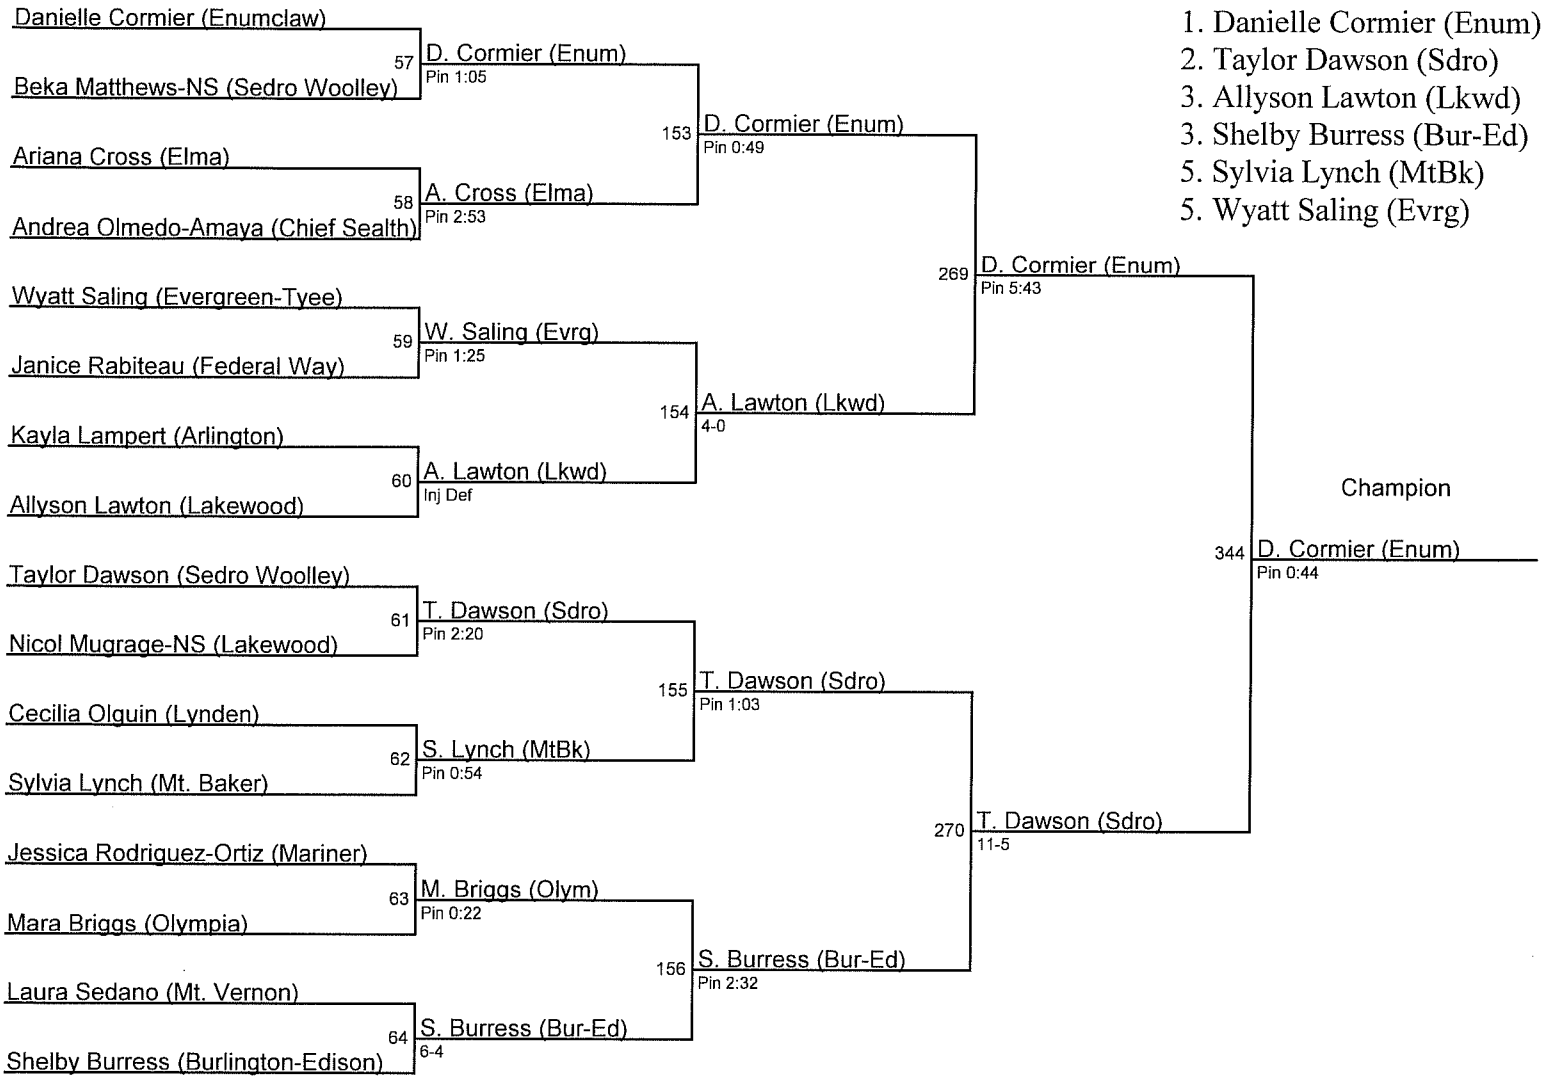 Danielle Cormier (Enumclaw)
57
Beka Matthews-NS (Sedro Woolley)
D. Cormier (Enum)
Pin 1:05
Ariana Cross (Elma)
58
Andrea Olmedo-Amaya (Chief Sealth)
A. Cross (Elma)
Pin 2:53
153
D. Cormier (Enum)
Pin 0:49
Wyatt Saling (Evergreen-Tyee)
59
Janice Rabiteau (Federal Way)
W. Saling (Evrg)
Pin 1:25
Kayla Lampert (Arlington)
60
Allyson Lawton (Lakewood)
A. Lawton (Lkwd)
Inj Def
154
A. Lawton (Lkwd)
4-0
269
D. Cormier (Enum)
Pin 5:43
Taylor Dawson (Sedro Woolley)
61
Nicol Mugrage-NS (Lakewood)
T. Dawson (Sdro)
Pin 2:20
Cecilia Olguin (Lynden)
62
Sylvia Lynch (Mt. Baker)
S. Lynch (MtBk)
Pin 0:54
155
T. Dawson (Sdro)
Pin 1:03
Jessica Rodriguez-Ortiz (Mariner)
63
Mara Briggs (Olympia)
M. Briggs (Olym)
Pin 0:22
Laura Sedano (Mt. Vernon)
64
Shelby Burress (Burlington-Edison)
S. Burress (Bur-Ed)
6-4
156
S. Burress (Bur-Ed)
Pin 2:32
270
T. Dawson (Sdro)
11-5
Champion
344
D. Cormier (Enum)
Pin 0:44
1. Danielle Cormier (Enum)
2. Taylor Dawson (Sdro)
3. Allyson Lawton (Lkwd)
3. Shelby Burress (Bur-Ed)
5. Sylvia Lynch (MtBk)
5. Wyatt Saling (Evrg)